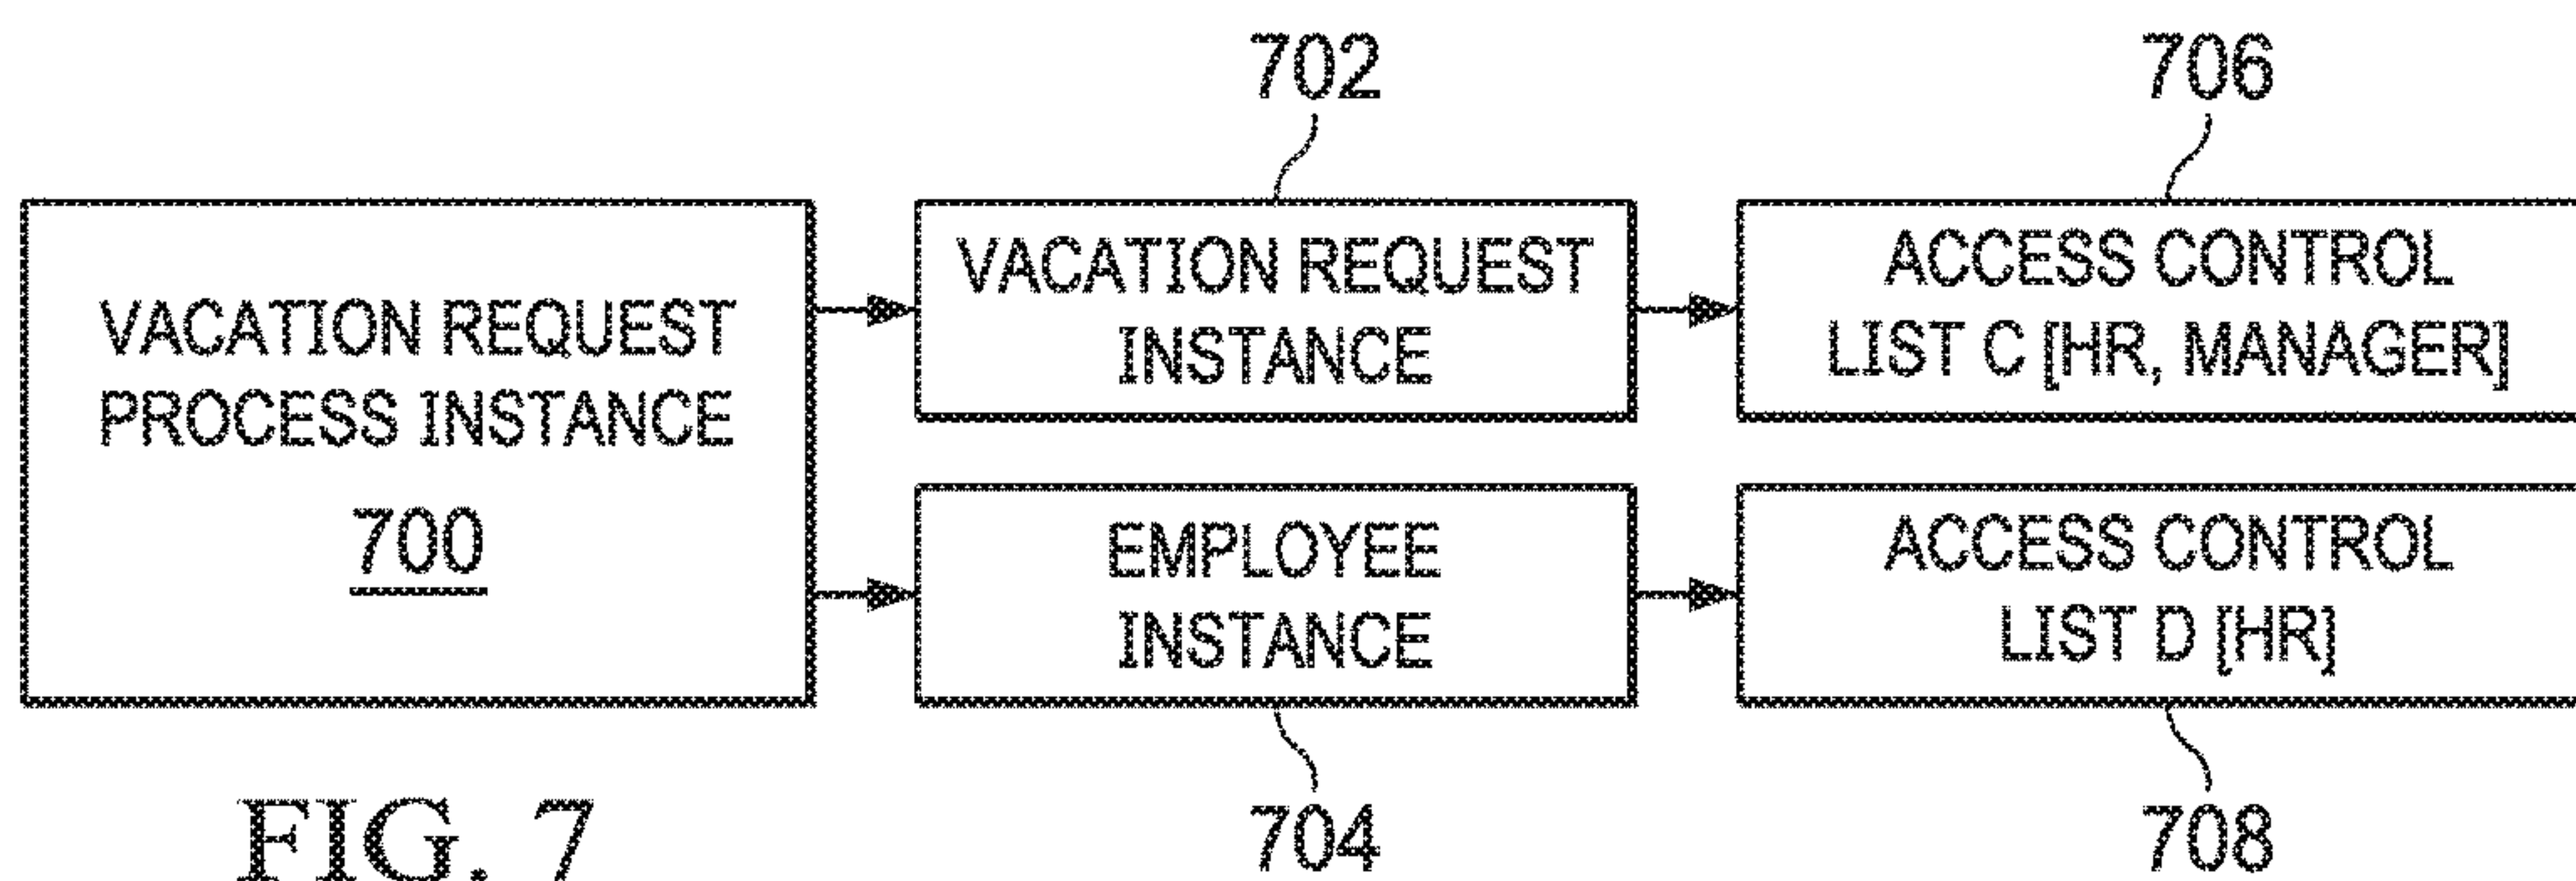 702
706
VACATION REQUEST
PROCESS INSTANCE
700
VACATION REQUEST
INSTANCE
ACCESS CONTROL
LIST C [HR, MANAGER]
EMPLOYEE
INSTANCE
ACCESS CONTROL
LIST D [HR]
704
708
FIG. 7